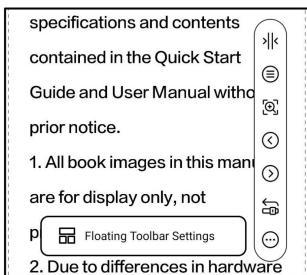 specifications and contents
contained in the Quick Start
Guide and User Manual witho
prior notice.
1. All book images in this manu
are for display only, not
p
Floating Toolbar Settings
2. Due to differences in hardware